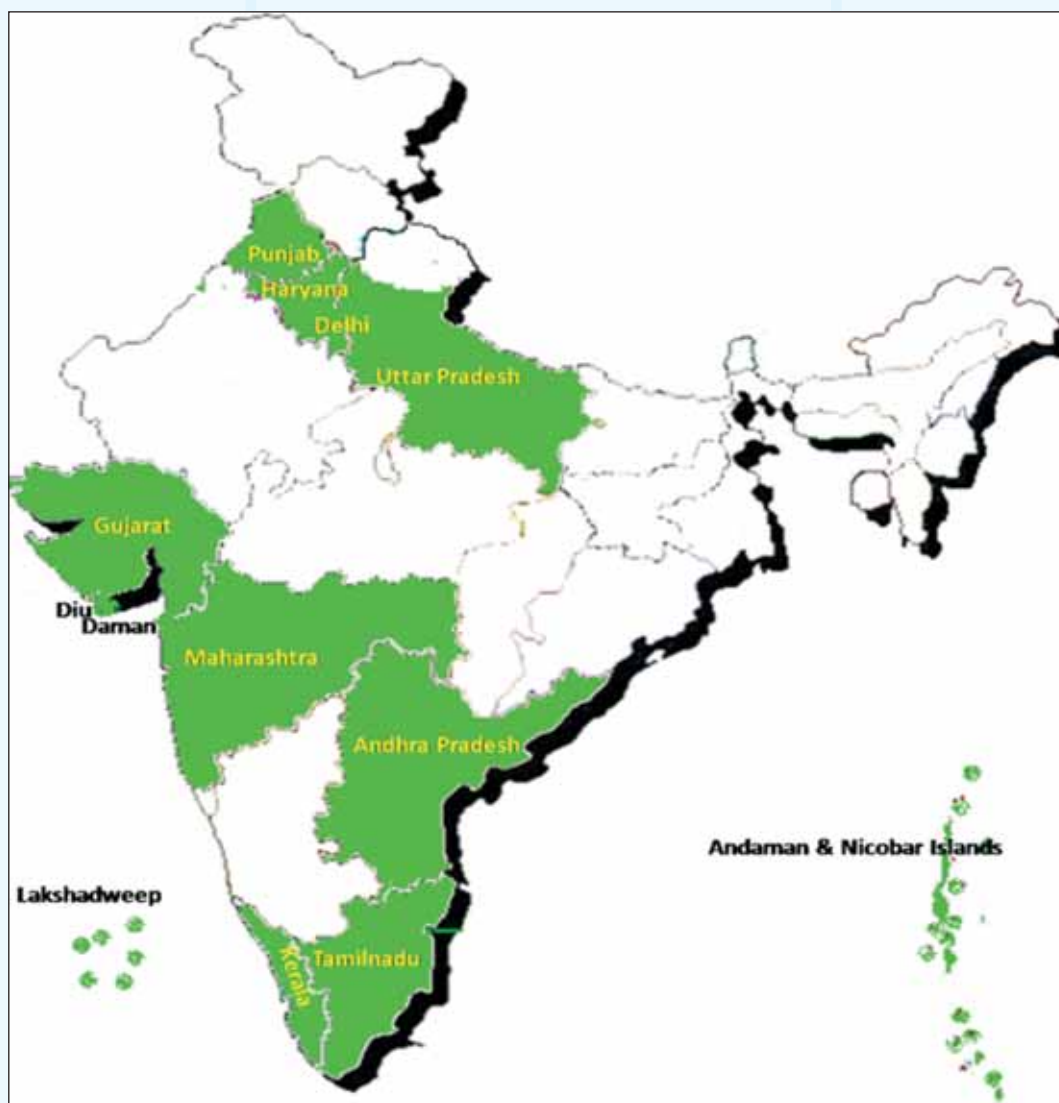 Punjab
Haryana
Delhi
Uttar Pradesh
Gujarat
Diu
Daman
Maharashtra
Andhra Pradesh
Andaman & Nicobar Islands
Lakshadweep
Tamilnadu
Kerala